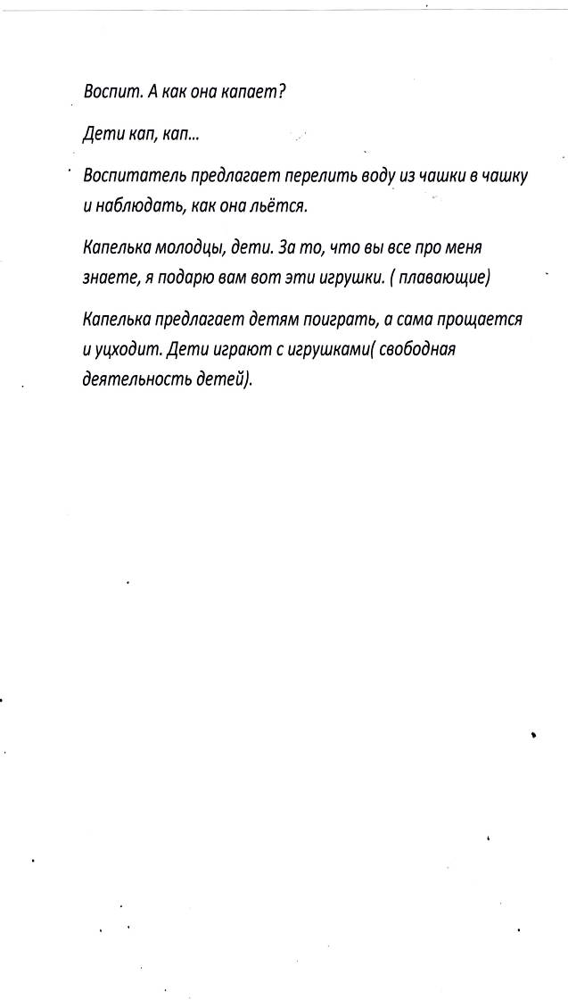 Воспит. А как она капает?
Дети кап, кап...
Воспитатель предлагает перелить воду из чашки в чашку
и наблюдать, как она льётся.
Капелька молодцы, дети. За то, что вы все про меня
знаете, я подарю вам вот эти игрушки. ( плавающие)
Капелька предлагает детям поиграть, а сама прощается
и уцходит. Дети играют с игрушками( свободная
деятельность детей).